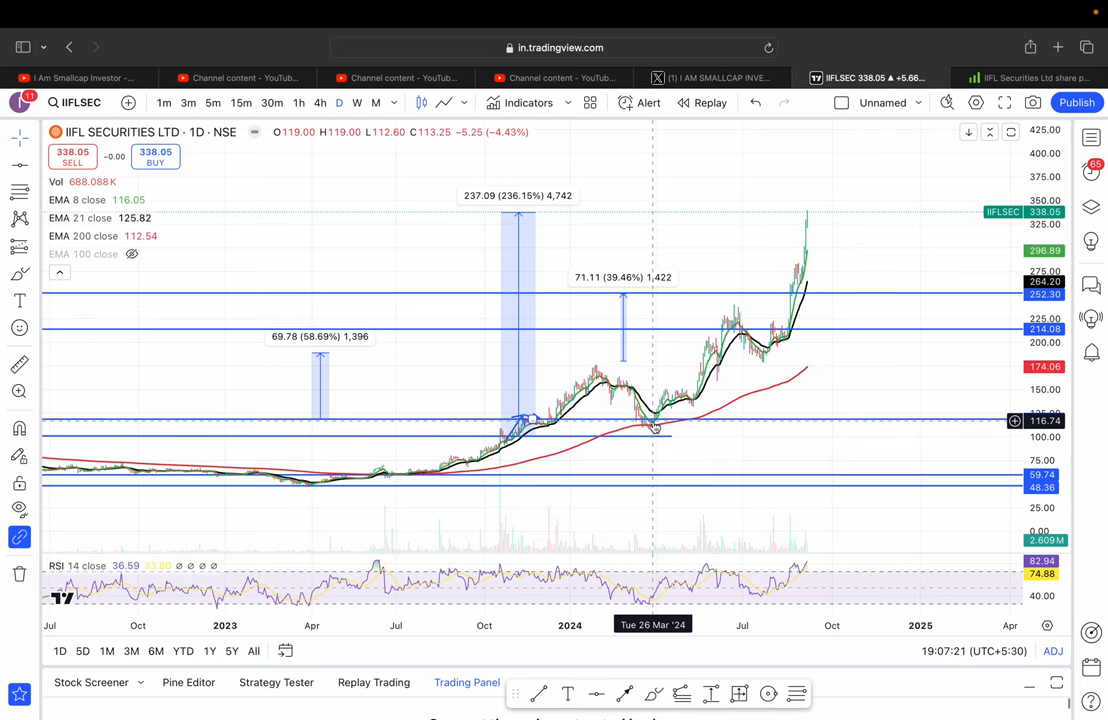 in.tradingview.com
I Am Smallcap Investor -...
Channel content - YouTub...
Channel content - YouTub...
Channel content - YouTub...
(1) I AM SMALLCAP INVE...
IIFLSEC 338.05 ▲ +5.66...
IIFL Securities Ltd share p...
11
IIFLSEC
1m 3m 5m 15m 30m 1h 4h D W M
Indicators
Alert
Replay
Unnamed
Publish
IIFL SECURITIES LTD · 1D · NSE
O119.00 H119.00 L112.60 C113.25 -5.25 (-4.43%)
338.05
SELL
-0.00
338.05
BUY
Vol 688.088K
EMA 8 close 116.05
EMA 21 close 125.82
EMA 200 close 112.54
EMA 100 close
237.09 (236.15%) 4,742
71.11 (39.46%) 1,422
69.78 (58.69%) 1,396
425.00
400.00
375.00
350.00
IIFLSEC 338.05
325.00
296.89
275.00
264.20
252.30
225.00
214.08
200.00
174.06
150.00
116.74
100.00
75.00
59.74
48.36
25.00
0.00
2.609M
65
RSI 14 close 36.59 33.80 ∅ ∅ ∅ ∅
82.94
74.88
40.00
Jul Oct 2023 Apr Jul Oct 2024 Tue 26 Mar '24 Jul Oct 2025 Apr
1D 5D 1M 3M 6M YTD 1Y 5Y All
19:07:21 (UTC+5:30)
ADJ
Stock Screener
Pine Editor
Strategy Tester
Replay Trading
Trading Panel